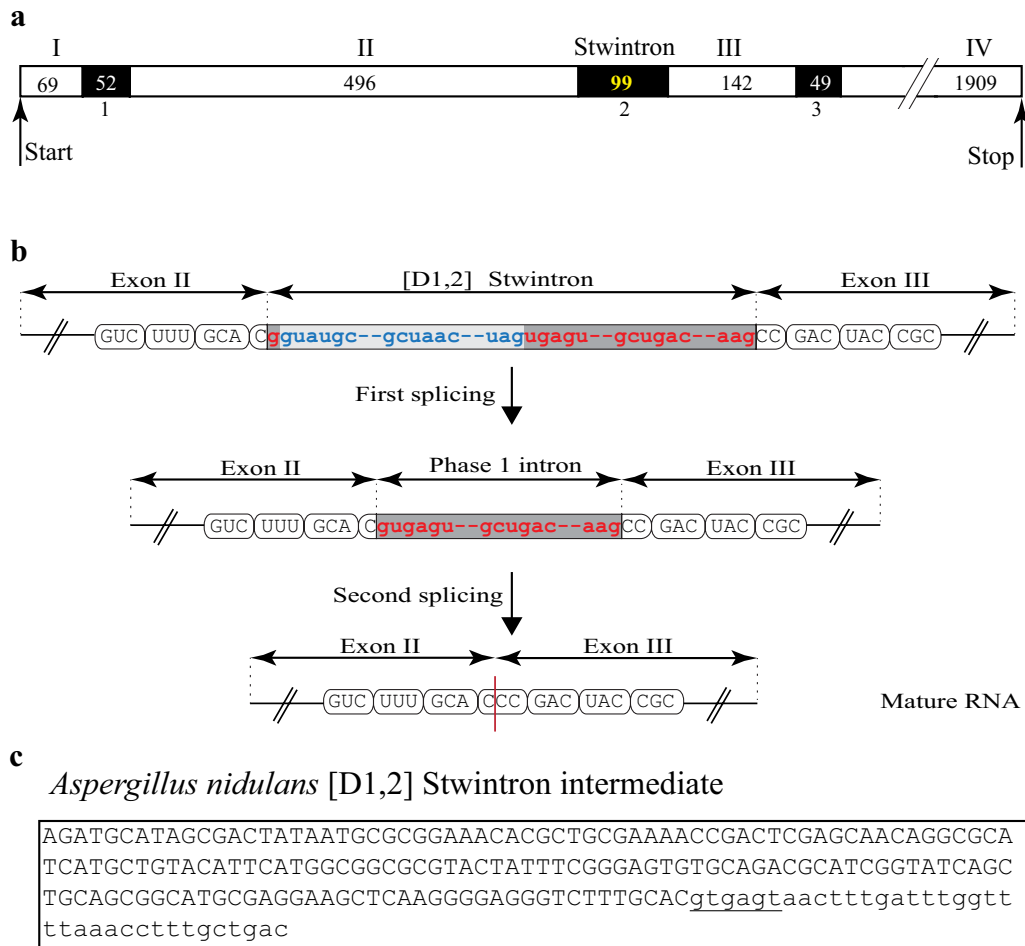 a
I II Stwintron III IV
69 52 496 99 142 49 1909
1 2 3
Start Stop
b
Exon II [D1,2] Stwintron Exon III
GUC UUU GCA C gguaugc--gcuaac--uagugagu--gcugac--aag CC GAC UAC CGC
First splicing
Exon II Phase 1 intron Exon III
GUC UUU GCA C gugagu--gcugac--aag CC GAC UAC CGC
Second splicing
Exon II Exon III
GUC UUU GCA CCC GAC UAC CGC Mature RNA
c
Aspergillus nidulans [D1,2] Stwintron intermediate
AGATGCATAGCGACTATAATGCGCGGAAACACGCTGCGAAAACCGACTCGAGCAACAGGCGCA
TCATGCTGTACATTCATGGCGGCGCGTACTATTTCGGGAGTGTGCAGACGCATCGGTATCAGC
TGCAGCGGCATGCGAGGAAGCTCAAGGGGAGGGTCTTTGCACgtgagtaactttgatttggtt
ttaaacctttgctgac